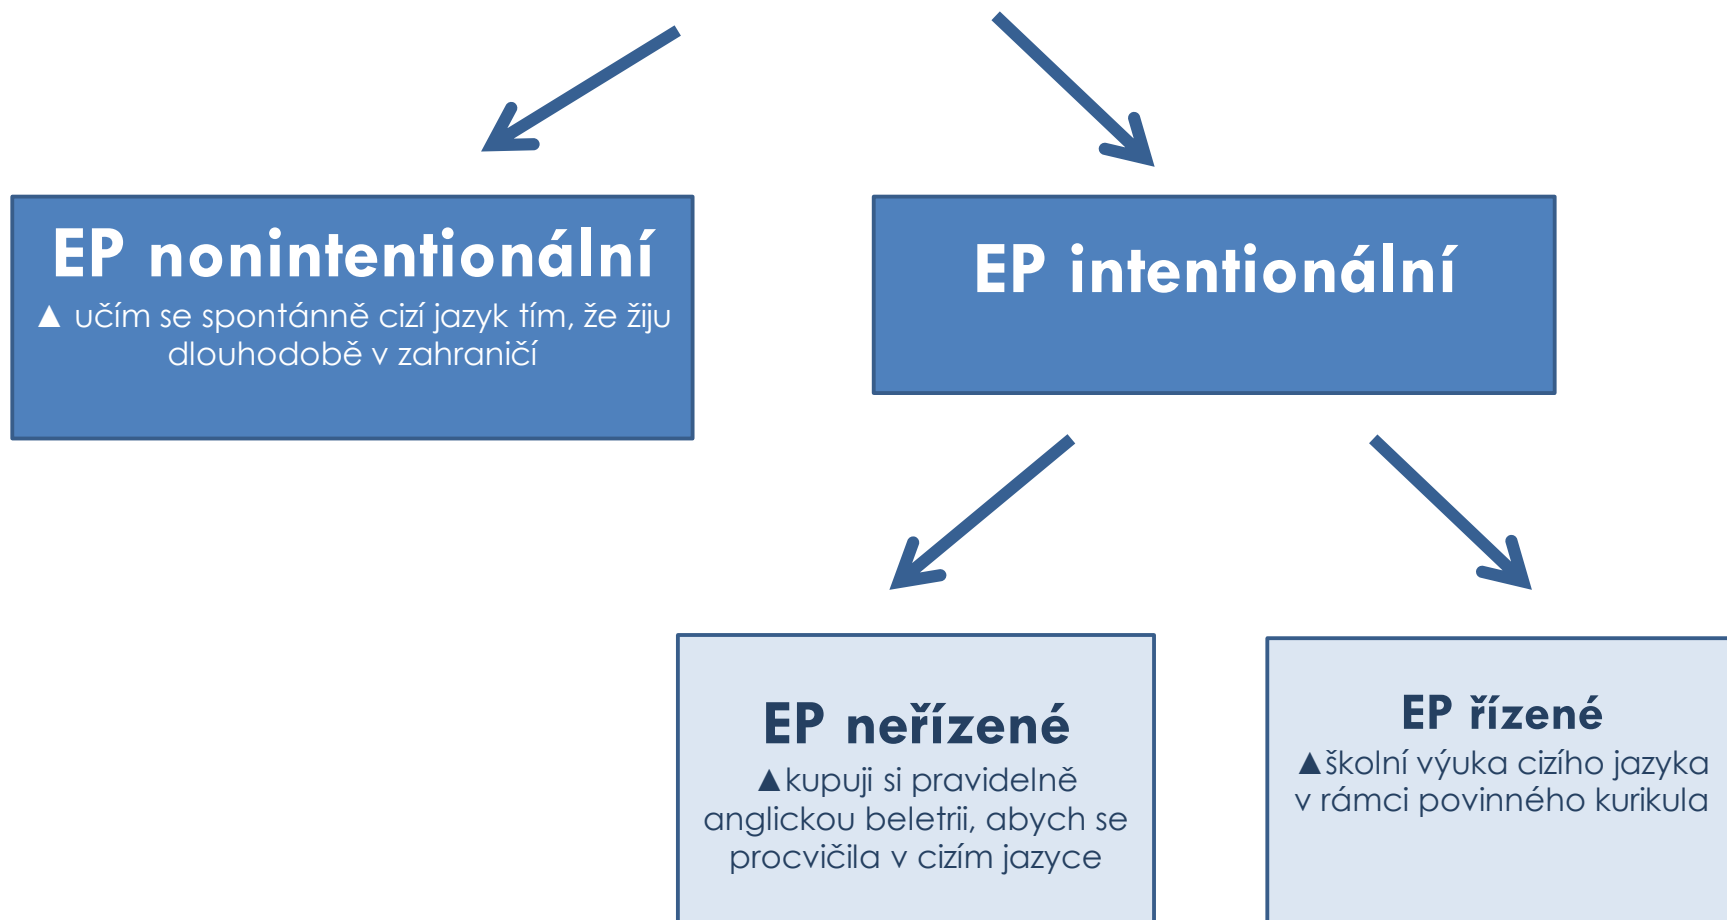 EP nonintentionální
▲ učím se spontánně cizí jazyk tím, že žiju
dlouhodobě v zahraničí
EP intentionální
EP neřízené
▲kupuji si pravidelně
anglickou beletrii, abych se
procvičila v cizím jazyce
EP řízené
▲školní výuka cizího jazyka
v rámci povinného kurikula